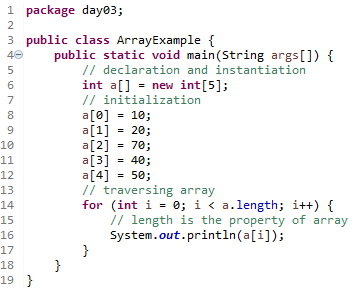 1 package day03;
2
3 public class ArrayExample {
4     public static void main(String args[]) {
5         // declaration and instantiation
6         int a[] = new int[5];
7         // initialization
8         a[0] = 10;
9         a[1] = 20;
10         a[2] = 70;
11         a[3] = 40;
12         a[4] = 50;
13         // traversing array
14         for (int i = 0; i < a.length; i++) {
15             // length is the property of array
16             System.out.println(a[i]);
17         }
18     }
19 }